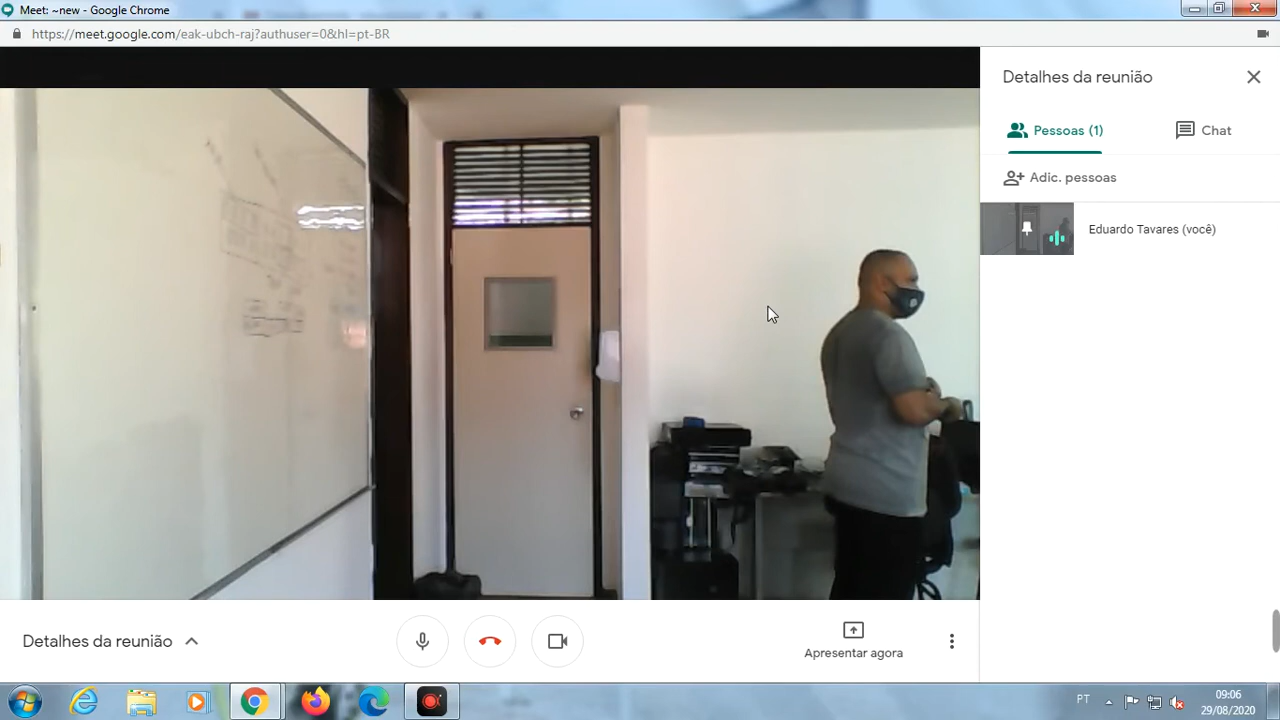 Meet: ~new - Google Chrome
https://meet.google.com/eak-ubch-raj?authuser=0&hl=pt-BR
Detalhes da reunião
Pessoas (1)
Chat
Adic. pessoas
Eduardo Tavares (você)
Detalhes da reunião
Apresentar agora
PT
09:06
29/08/2020